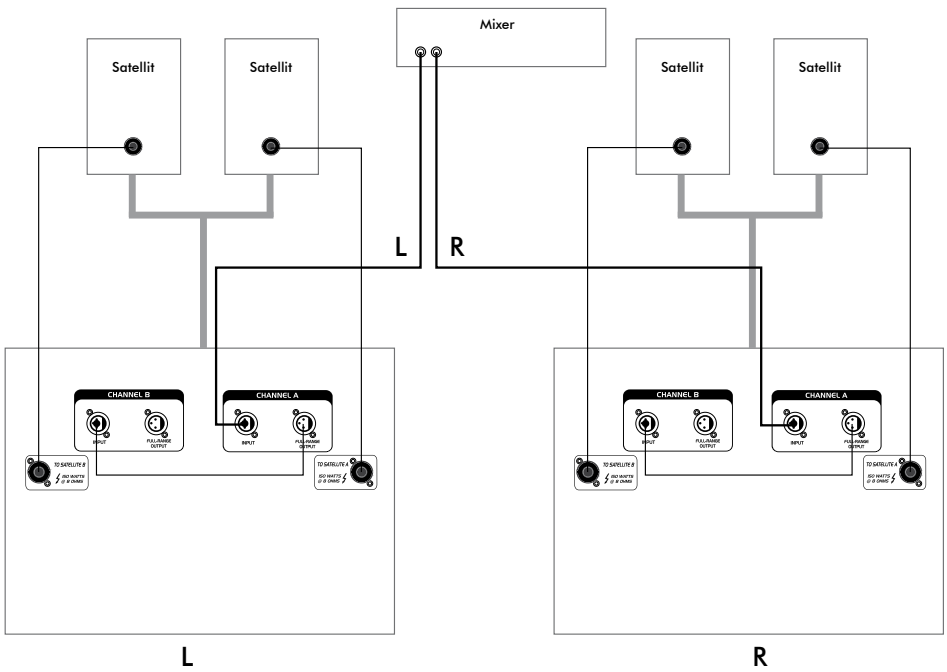 Mixer
Satellit
Satellit
Satellit
Satellit
L
R
CHANNEL B
CHANNEL A
INPUT
FULL-RANGE
OUTPUT
INPUT
FULL-RANGE
OUTPUT
TO SATELLITE B
150 WATTS
@ 8 OHMS
TO SATELLITE A
150 WATTS
@ 8 OHMS
CHANNEL B
CHANNEL A
INPUT
FULL-RANGE
OUTPUT
INPUT
FULL-RANGE
OUTPUT
TO SATELLITE B
150 WATTS
@ 8 OHMS
TO SATELLITE A
150 WATTS
@ 8 OHMS
L
R